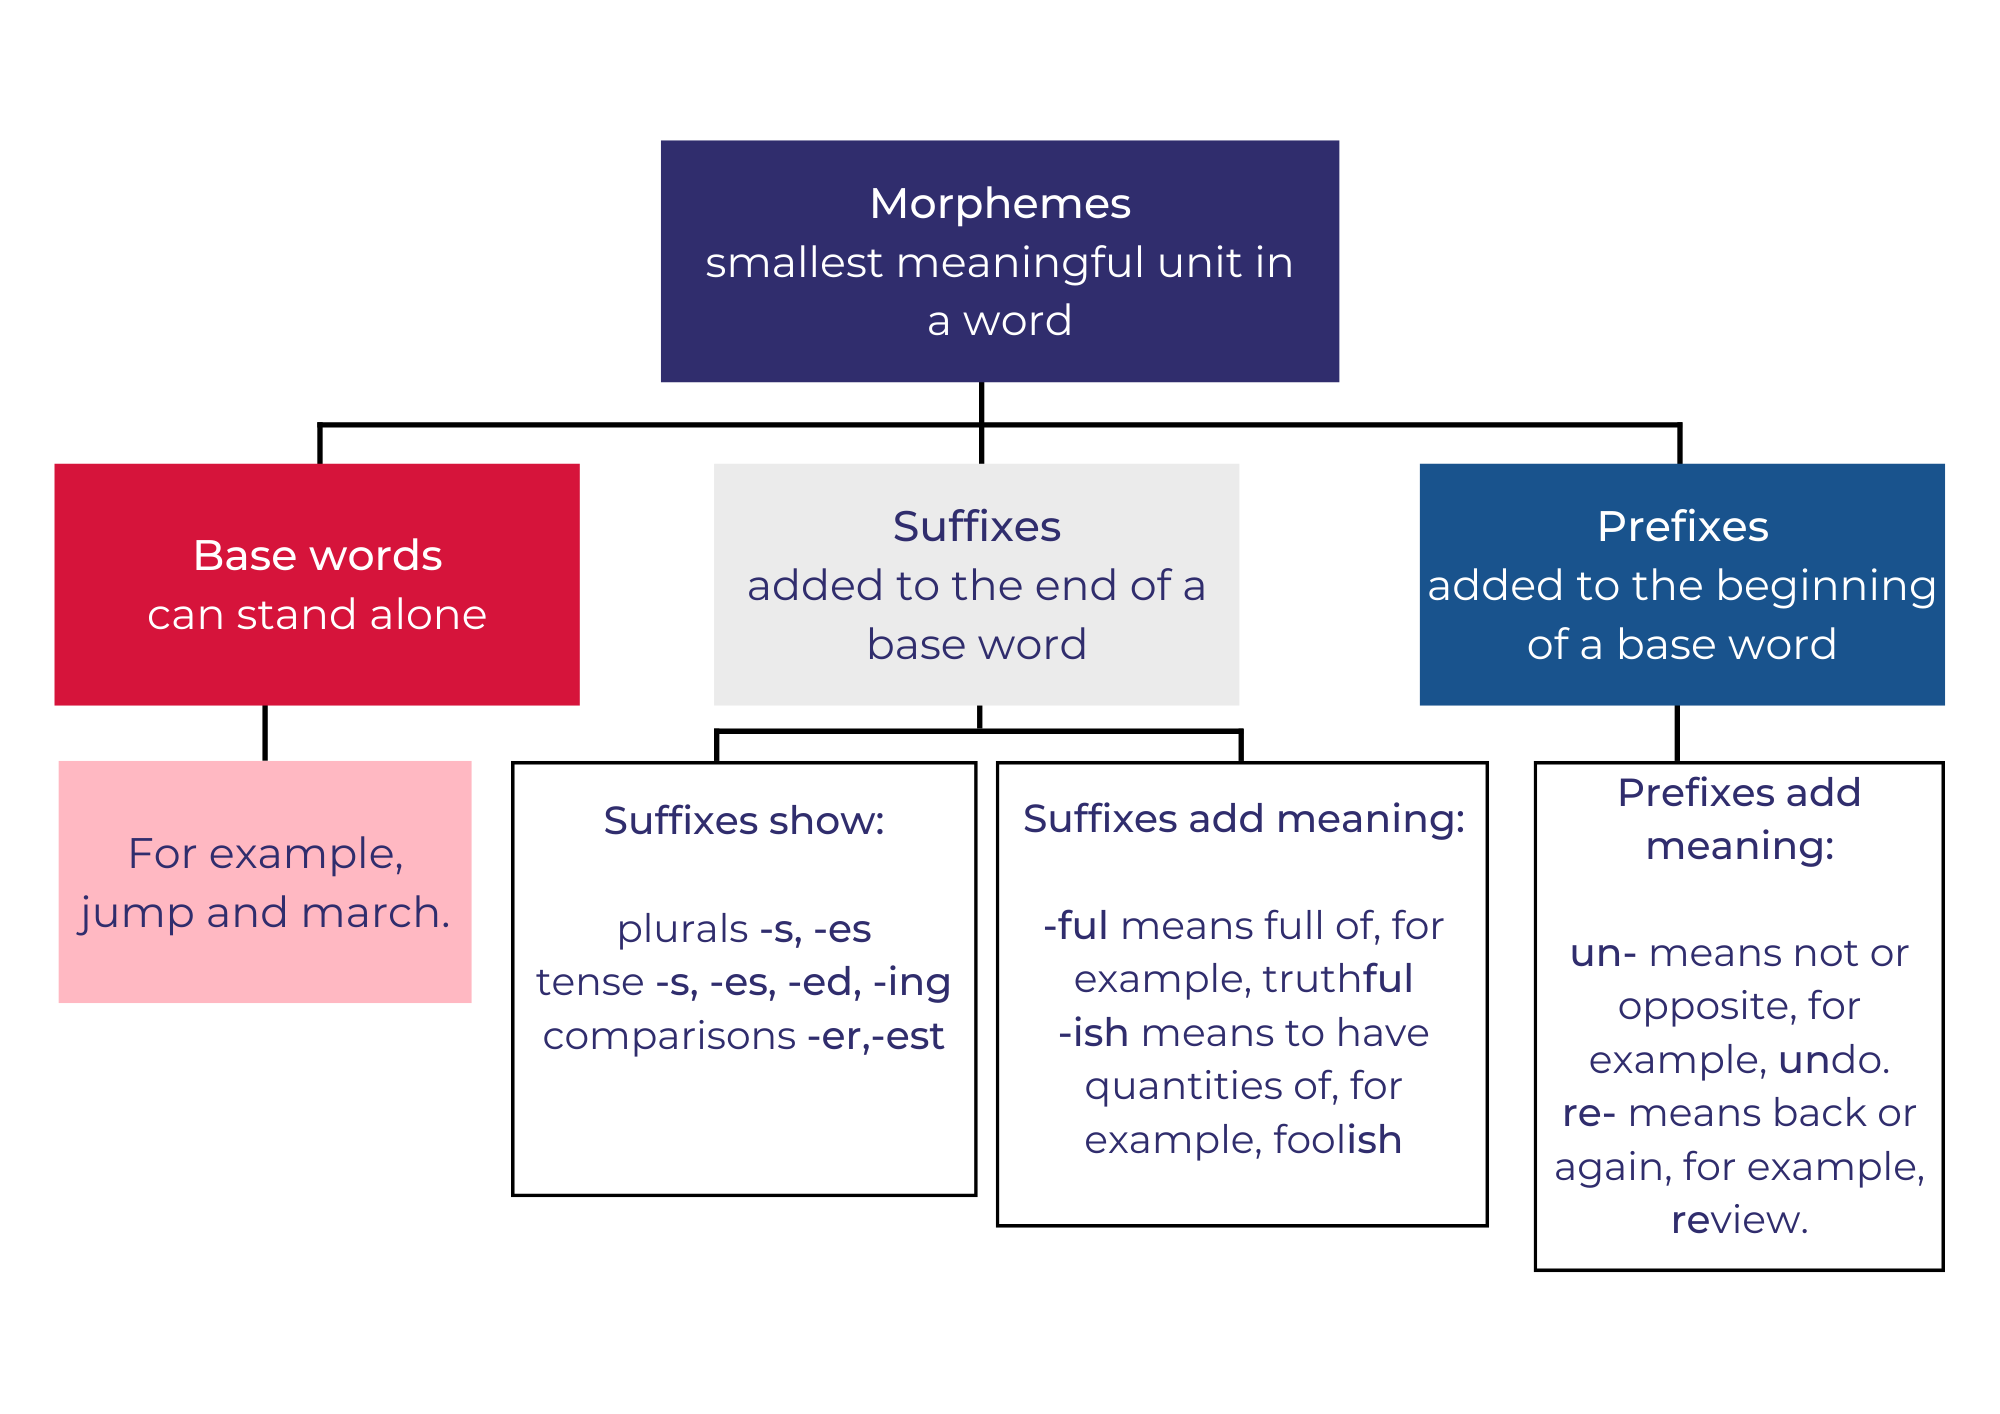 Morphemes
smallest meaningful unit in
a word
Base words
can stand alone
Suffixes
added to the end of a
base word
Prefixes
added to the beginning
of a base word
For example,
jump and march.
Suffixes show:
plurals -s, -es
tense -s, -es, -ed, -ing
comparisons -er,-est
Suffixes add meaning:
-ful means full of, for
example, truthful
-ish means to have
quantities of, for
example, foolish
Prefixes add
meaning:
un- means not or
opposite, for
example, undo.
re- means back or
again, for example,
review.